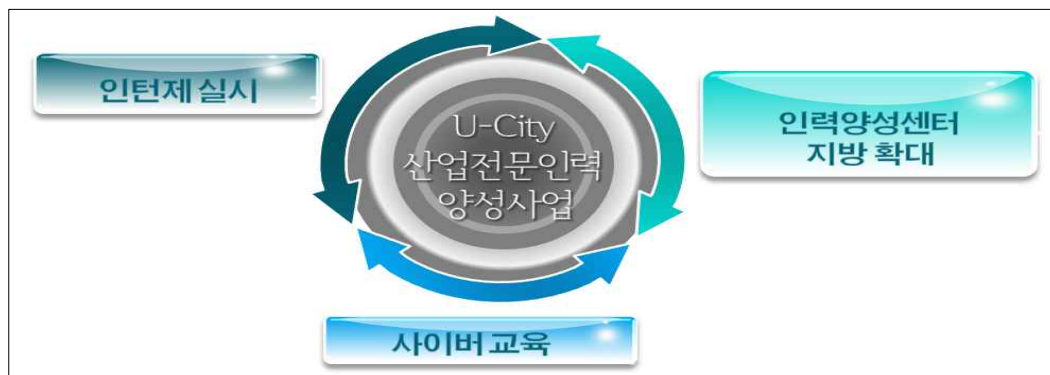 인턴제 실시
U-City
산업전문인력
양성사업
인력양성센터
지방 확대
사이버 교육